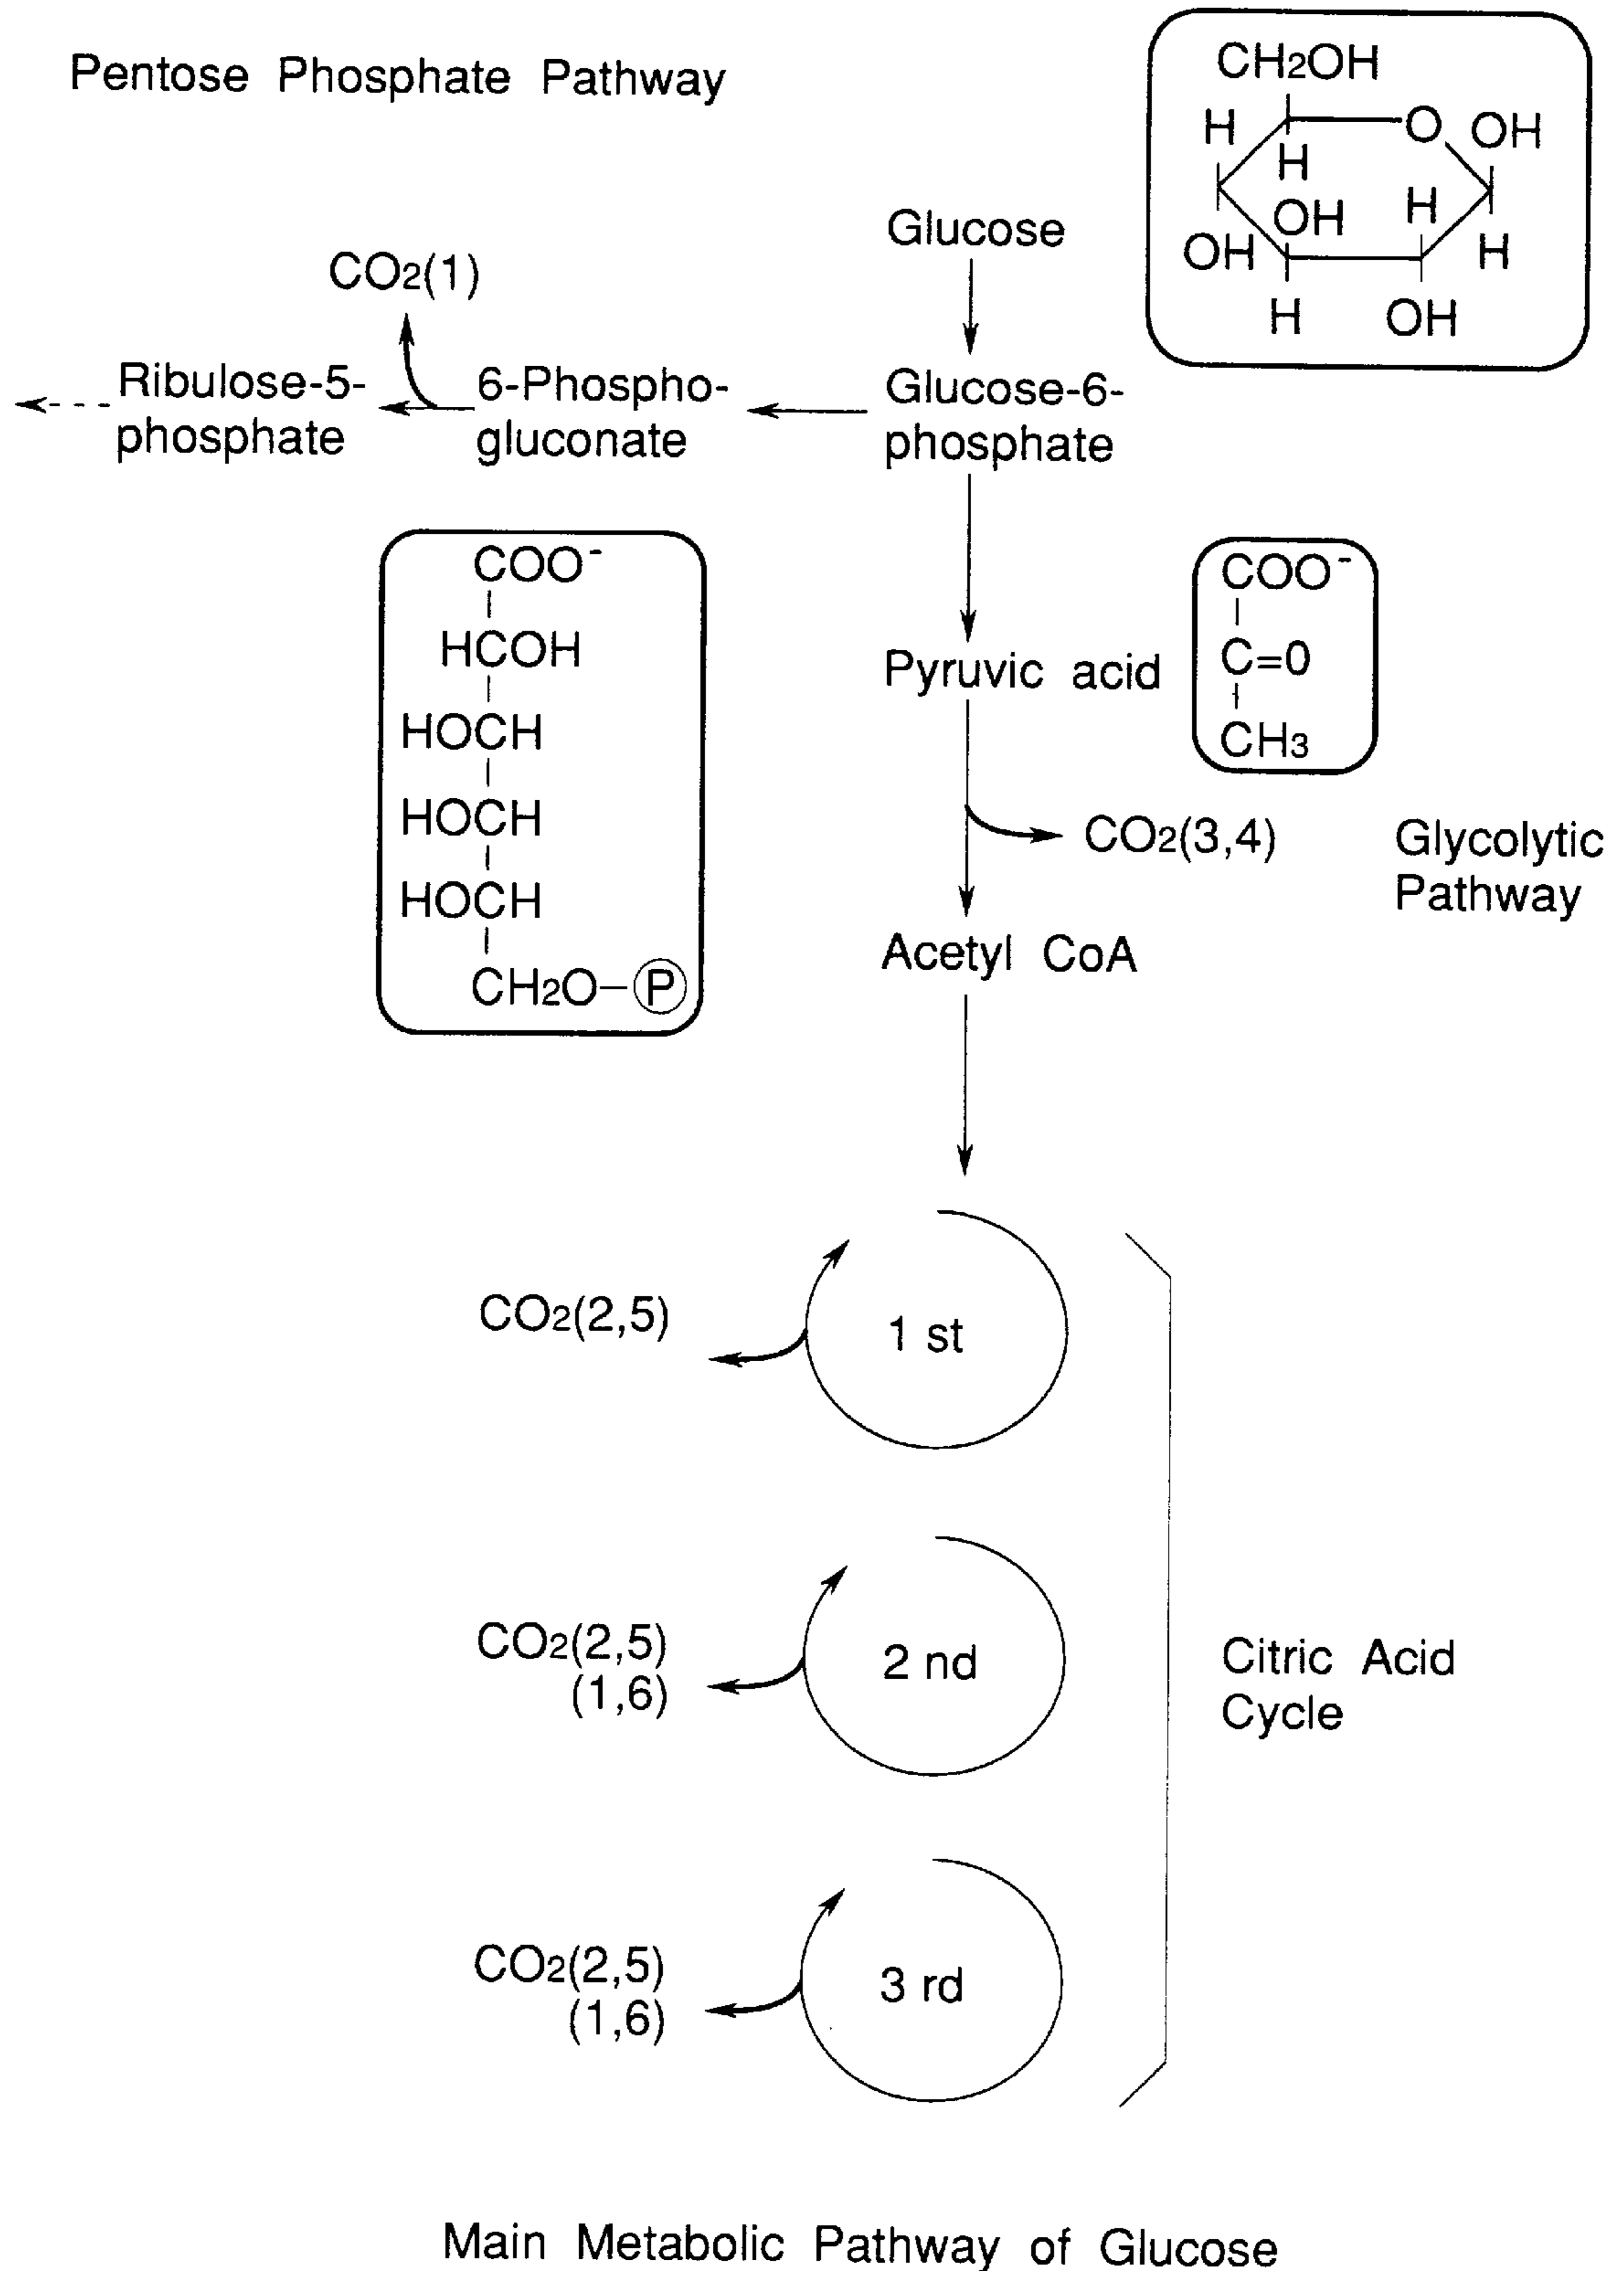 Pentose Phosphate Pathway
CH2OH
H
O
OH
H
OH
H
OH
H
H
OH
Glucose
CO2(1)
Ribulose-5-
phosphate
6-Phospho-
gluconate
Glucose-6-
phosphate
COO-
HCOH
HOCH
HOCH
HOCH
CH2O-P
Pyruvic acid
COO-
C=0
CH3
CO2(3,4)
Glycolytic
Pathway
Acetyl CoA
CO2(2,5)
1 st
CO2(2,5)
(1,6)
2 nd
Citric Acid
Cycle
CO2(2,5)
(1,6)
3 rd
Main Metabolic Pathway of Glucose